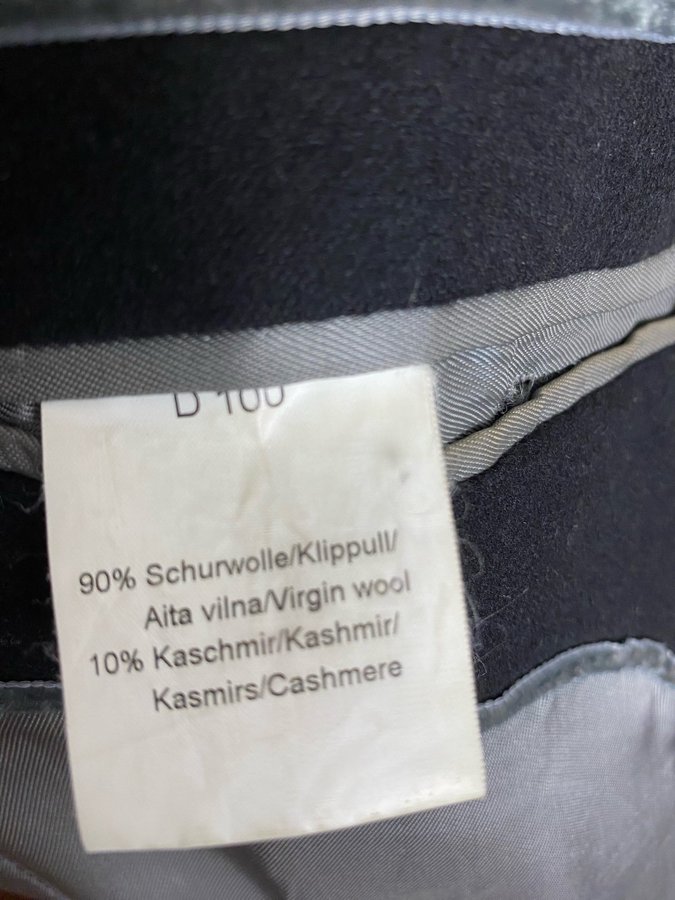 D 100
90% Schurwolle/Klippull/
Aita vilna/Virgin wool
10% Kaschmir/Kashmir/
Kasmirs/Cashmere